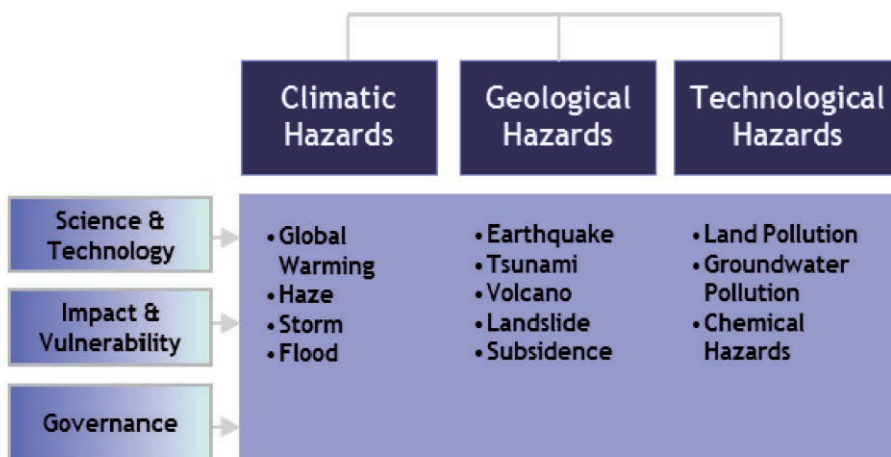 Climatic
Hazards
Geological
Hazards
Technological
Hazards
Science &
Technology
Impact &
Vulnerability
Governance
• Global
Warming
• Haze
• Storm
• Flood
• Earthquake
• Tsunami
• Volcano
• Landslide
• Subsidence
• Land Pollution
• Groundwater
Pollution
• Chemical
Hazards